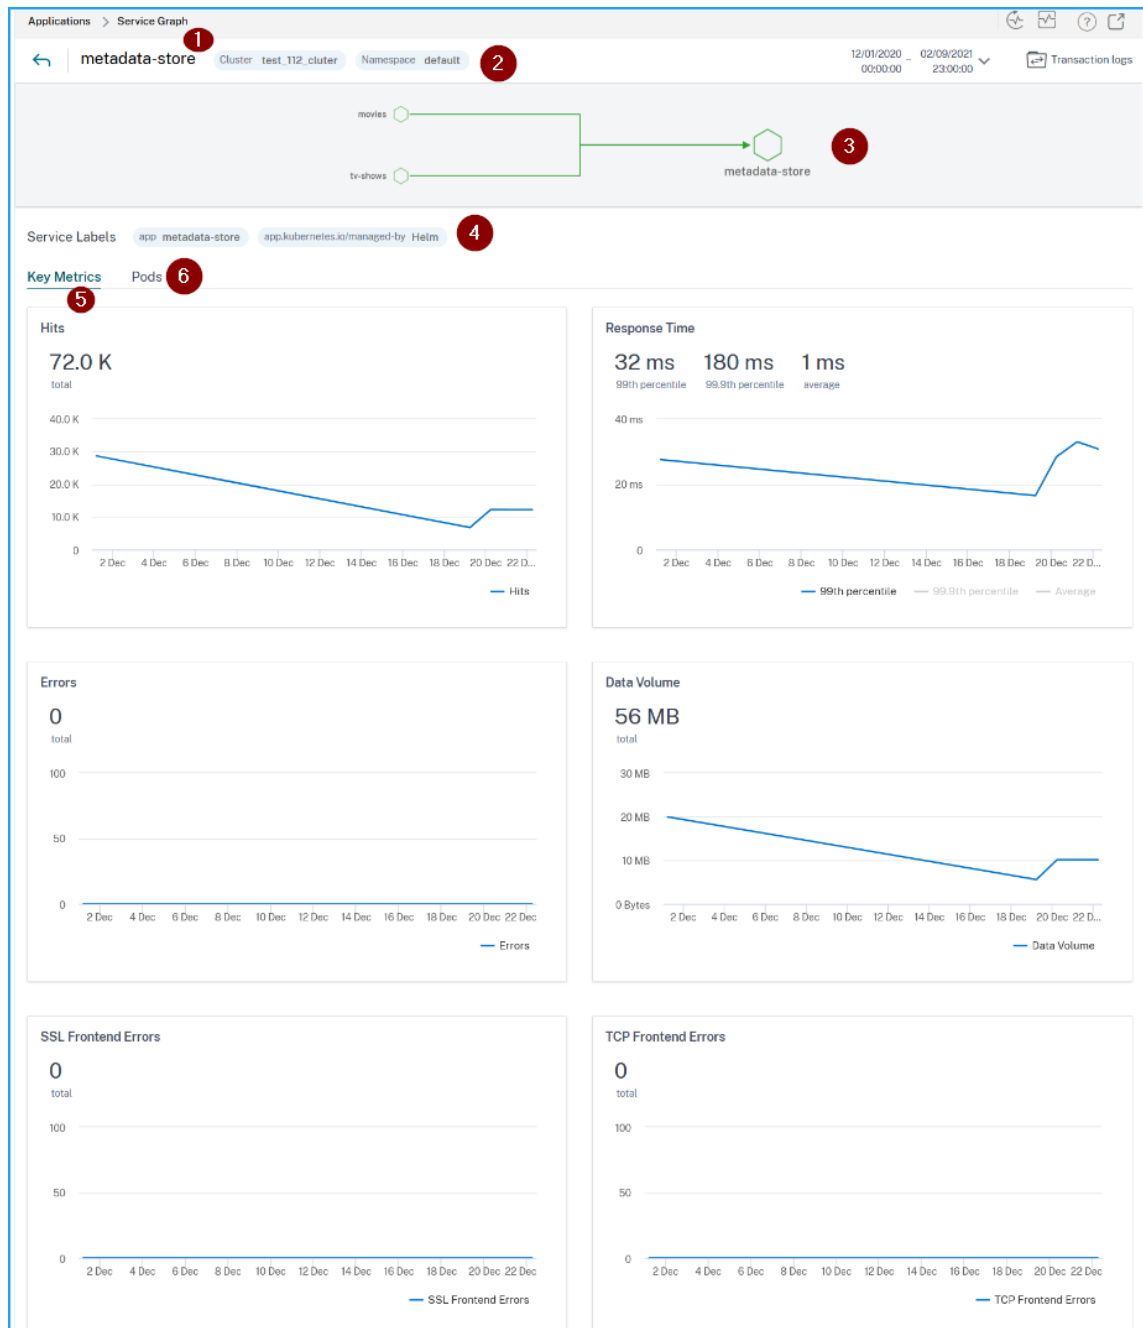 Applications > Service Graph
1
metadata-store Cluster test_112_cluter Namespace default 2
12/01/2020 00:00:00 – 02/09/2021 23:00:00 Transaction logs
movies
tv-shows
metadata-store
3
Service Labels app metadata-store app.kubernetes.io/managed-by Helm 4
Key Metrics Pods 6
5
Hits
72.0 K
total
40.0 K
30.0 K
20.0 K
10.0 K
0
2 Dec 4 Dec 6 Dec 8 Dec 10 Dec 12 Dec 14 Dec 16 Dec 18 Dec 20 Dec 22 D...
Hits
Response Time
32 ms 180 ms 1 ms
99th percentile 99.9th percentile average
40 ms
20 ms
0
2 Dec 4 Dec 6 Dec 8 Dec 10 Dec 12 Dec 14 Dec 16 Dec 18 Dec 20 Dec 22 D...
99th percentile 99.9th percentile Average
Errors
0
total
100
50
0
2 Dec 4 Dec 6 Dec 8 Dec 10 Dec 12 Dec 14 Dec 16 Dec 18 Dec 20 Dec 22 Dec
Errors
Data Volume
56 MB
total
30 MB
20 MB
10 MB
0 Bytes
2 Dec 4 Dec 6 Dec 8 Dec 10 Dec 12 Dec 14 Dec 16 Dec 18 Dec 20 Dec 22 D...
Data Volume
SSL Frontend Errors
0
total
100
50
0
2 Dec 4 Dec 6 Dec 8 Dec 10 Dec 12 Dec 14 Dec 16 Dec 18 Dec 20 Dec 22 Dec
SSL Frontend Errors
TCP Frontend Errors
0
total
100
50
0
2 Dec 4 Dec 6 Dec 8 Dec 10 Dec 12 Dec 14 Dec 16 Dec 18 Dec 20 Dec 22 Dec
TCP Frontend Errors